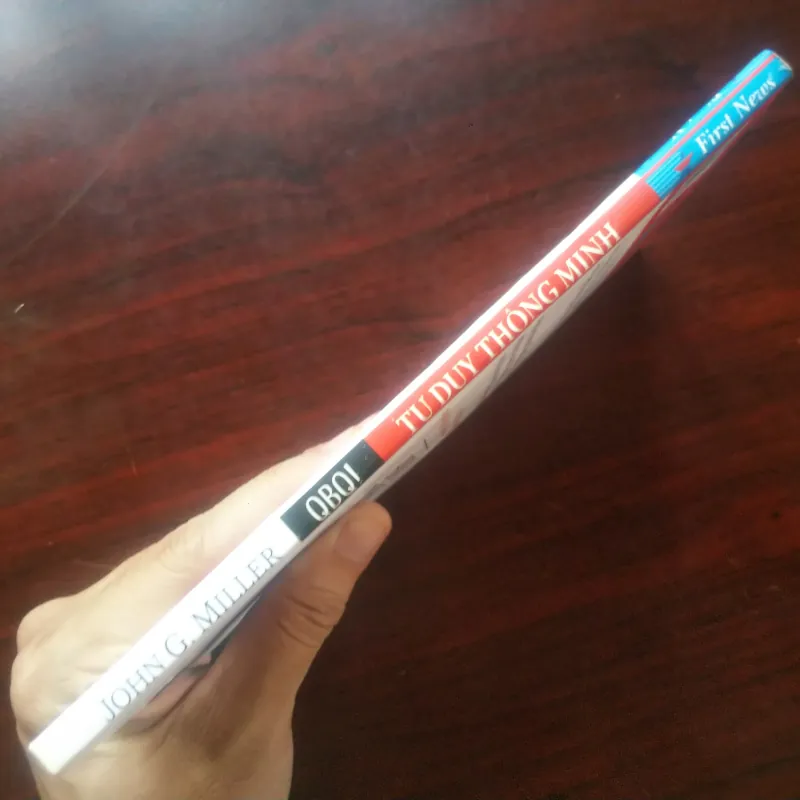 JOHN G. MILLER
QBQ!
TƯ DUY THÔNG MINH
First News